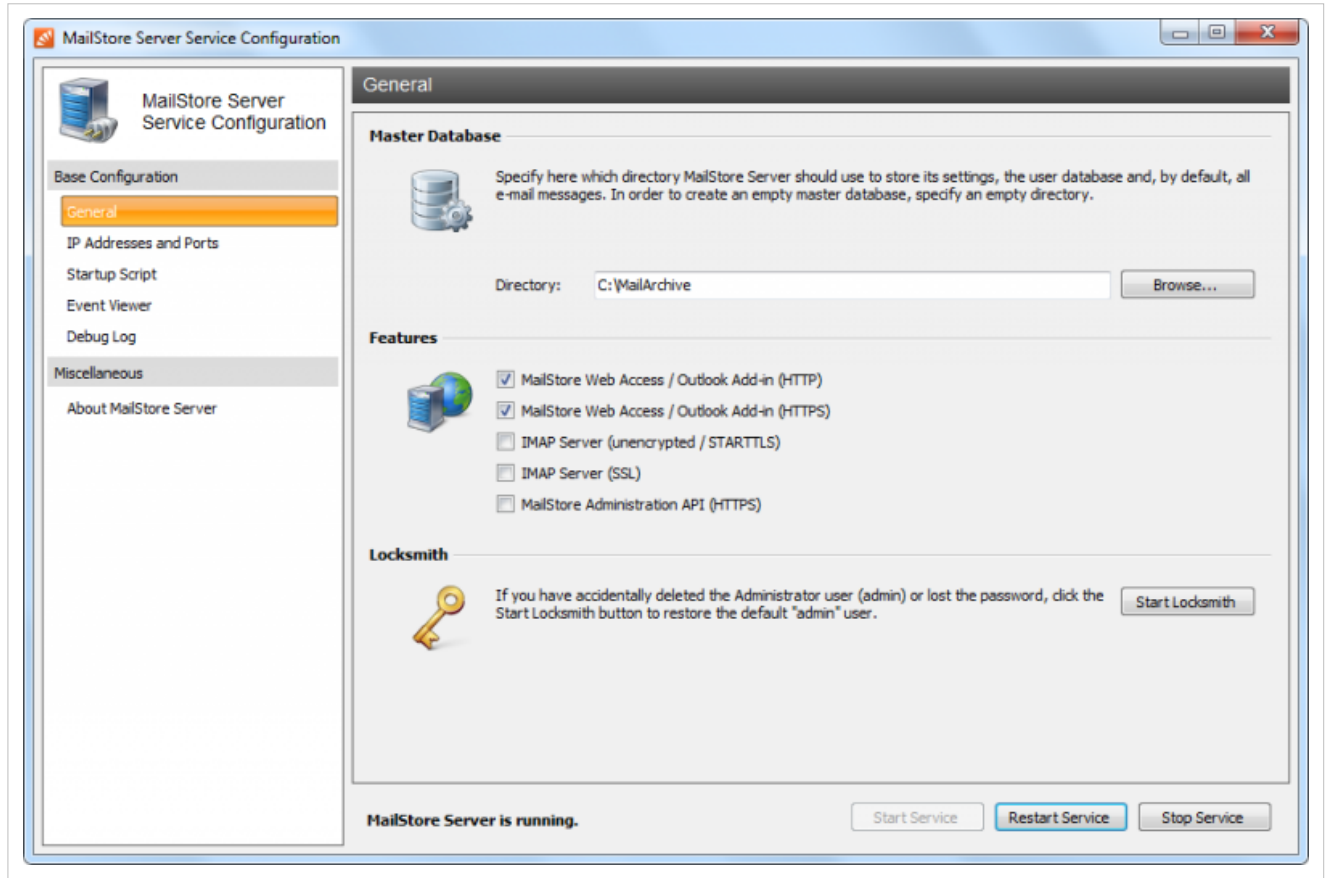 MailStore Server Service Configuration
MailStore Server
Service Configuration
Base Configuration
General
IP Addresses and Ports
Startup Script
Event Viewer
Debug Log
Miscellaneous
About MailStore Server
General
Master Database
Specify here which directory MailStore Server should use to store its settings, the user database and, by default, all
e-mail messages. In order to create an empty master database, specify an empty directory.
Directory: C:\MailArchive Browse...
Features
MailStore Web Access / Outlook Add-in (HTTP)
MailStore Web Access / Outlook Add-in (HTTPS)
IMAP Server (unencrypted / STARTTLS)
IMAP Server (SSL)
MailStore Administration API (HTTPS)
Locksmith
If you have accidentally deleted the Administrator user (admin) or lost the password, click the
Start Locksmith button to restore the default "admin" user.
Start Locksmith
MailStore Server is running. Start Service Restart Service Stop Service